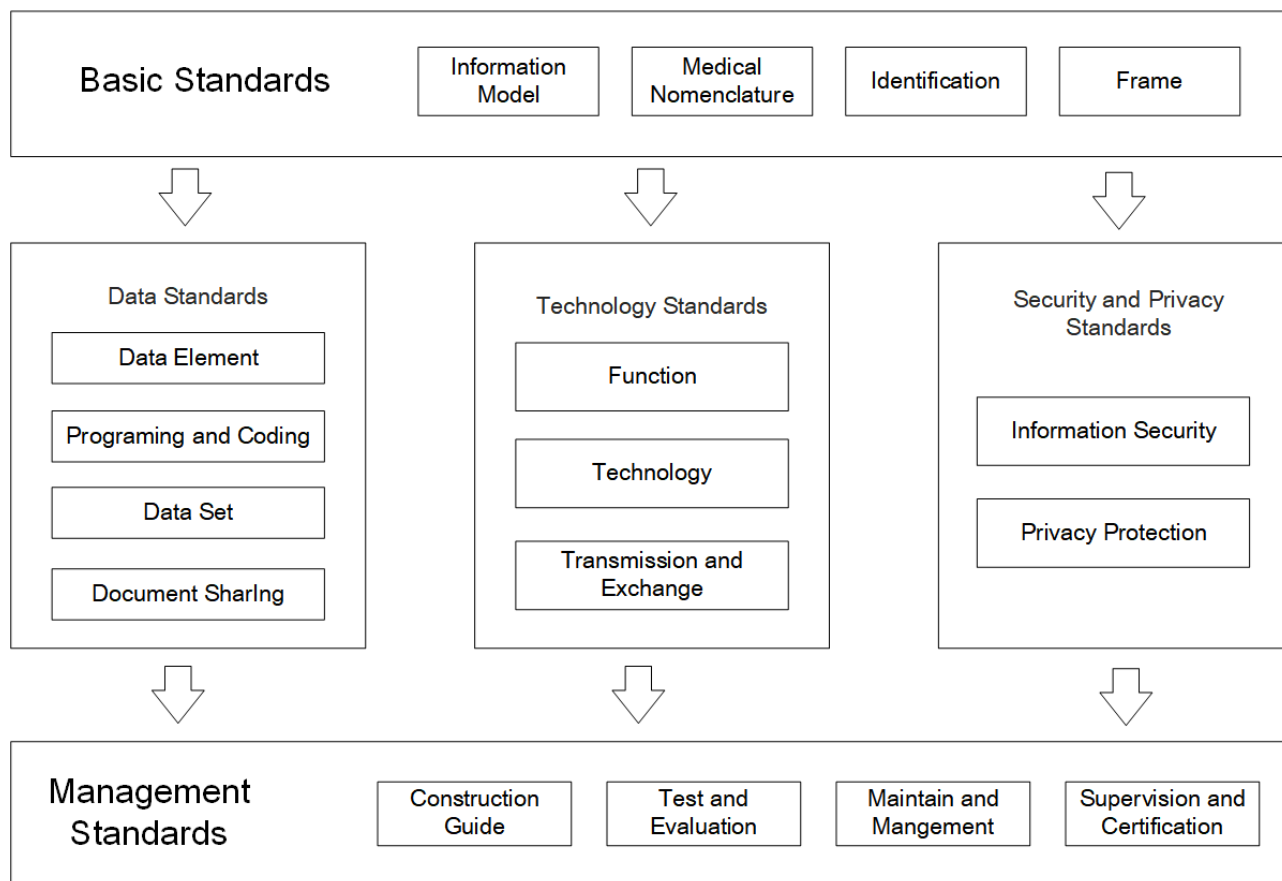 Basic Standards
Information
Model
Medical
Nomenclature
Identification
Frame
Data Standards
Data Element
Programing and Coding
Data Set
Document SharIng
Technology Standards
Function
Technology
Transmission and
Exchange
Security and Privacy
Standards
Information Security
Privacy Protection
Management
Standards
Construction
Guide
Test and
Evaluation
Maintain and
Mangement
Supervision and
Certification